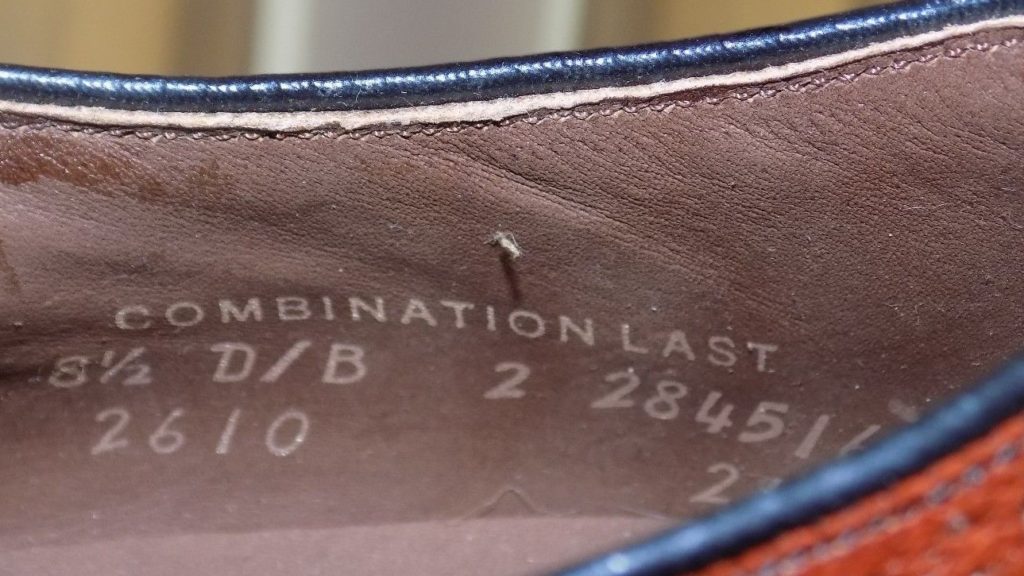 COMBINATION LAST
8½ D/B 2 2845/
2610